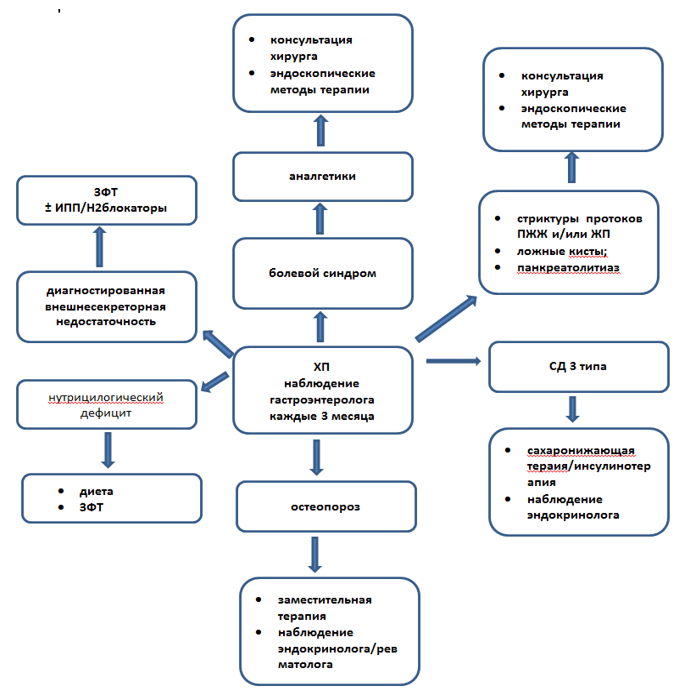 • консультация
хирурга
• эндоскопические
методы терапии
• консультация
хирурга
• эндоскопические
методы терапии
аналгетики
ЗФТ
± ИПП/Н2блокаторы
• стриктуры протоков
ПЖЖ и/или ЖП
• ложные кисты;
• панкреатолитиаз
болевой синдром
диагностированная
внешнесекреторная
недостаточность
ХП
наблюдение
гастроэнтеролога
каждые 3 месяца
СД 3 типа
нутрицилогический
дефицит
• сахаронижающая
тераия/инсулинотер
апия
• наблюдение
эндокринолога
• диета
• ЗФТ
остеопороз
• заместительная
терапия
• наблюдение
эндокринолога/рев
матолога